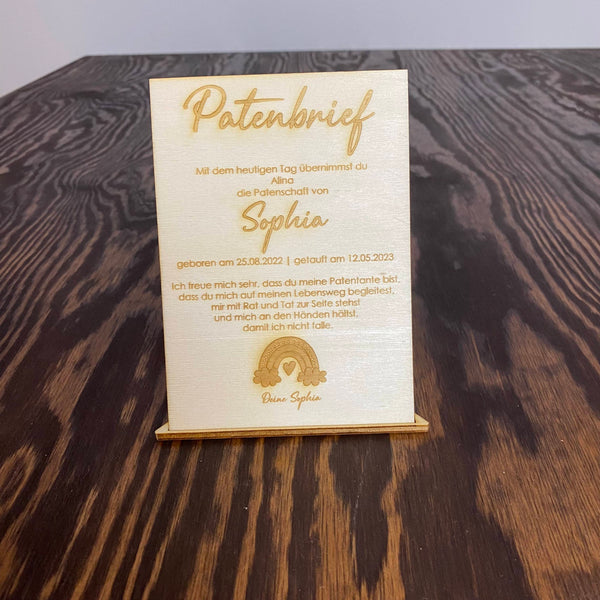 Patenbrief
Mit dem heutigen Tag übernimmst du
Alina
die Patenschaft von
Sophia
geboren am 25.08.2022 | getauft am 12.05.2023
Ich freue mich sehr, dass du meine Patentante bist,
dass du mich auf meinen Lebensweg begleitest,
mir mit Rat und Tat zur Seite stehst
und mich an den Händen hältst,
damit ich nicht falle.
Deine Sophia